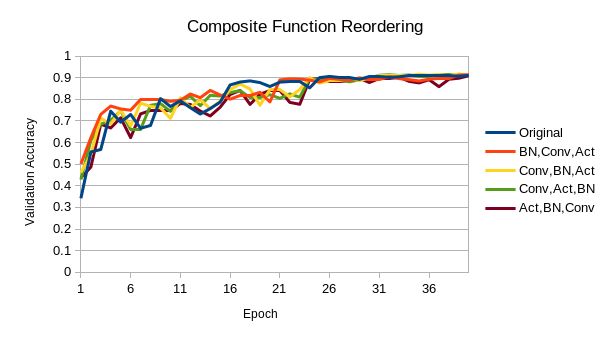 Composite Function Reordering
1
0.9
0.8
0.7
0.6
0.5
0.4
0.3
0.2
0.1
0
Validation Accuracy
1 6 11 16 21 26 31 36
Epoch
Original
BN,Conv,Act
Conv,BN,Act
Conv,Act,BN
Act,BN,Conv